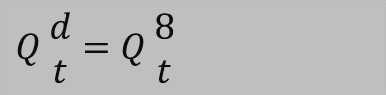 Q d t = Q 8 t